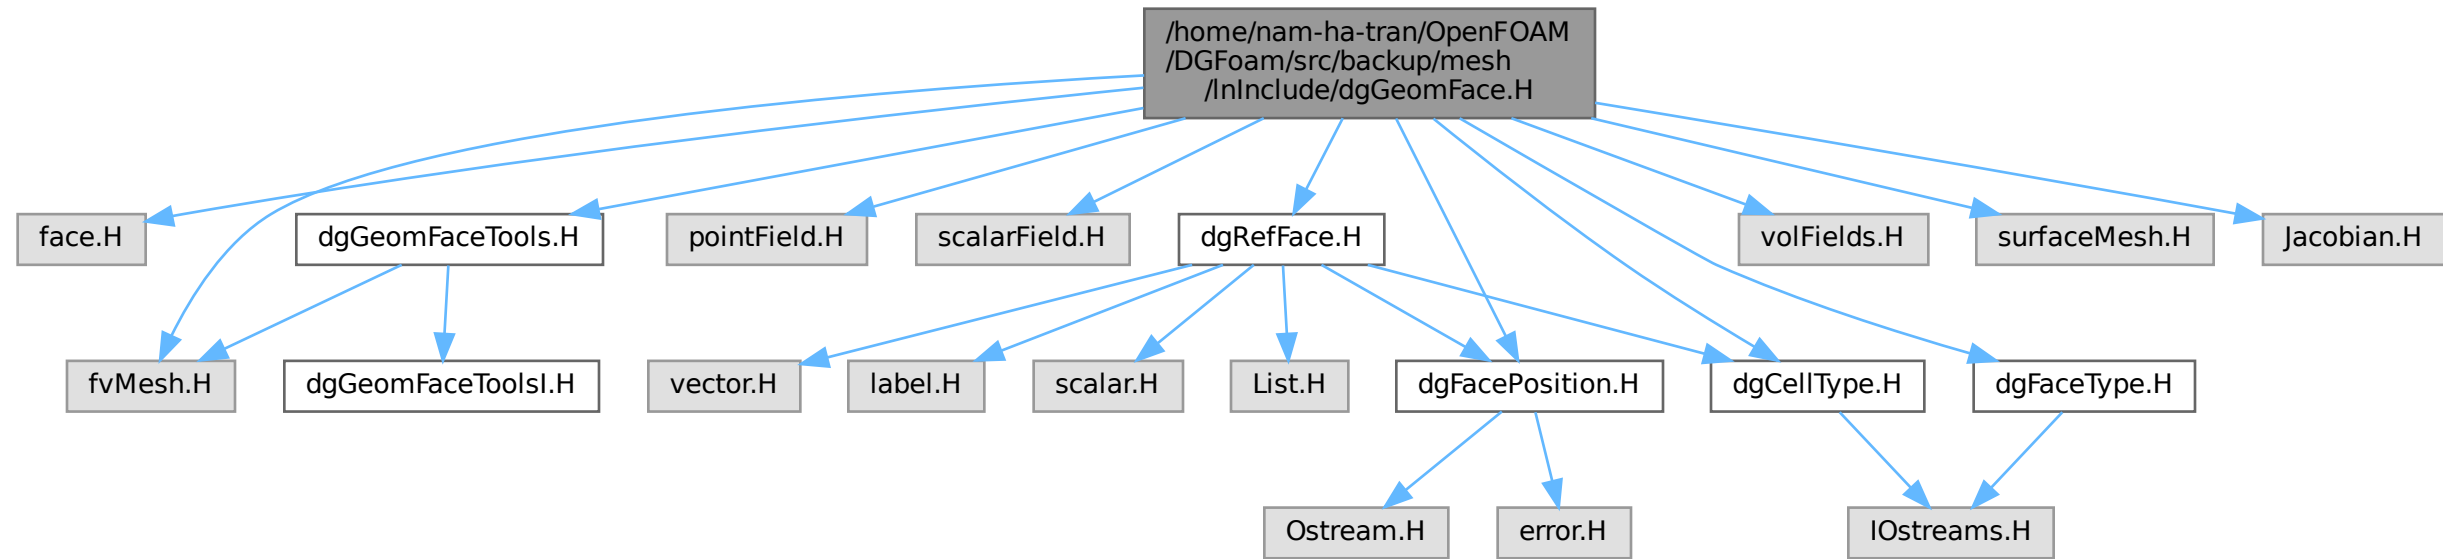 /home/nam-ha-tran/OpenFOAM
/DGFoam/src/backup/mesh
/lnInclude/dgGeomFace.H
face.H
dgGeomFaceTools.H
pointField.H
scalarField.H
dgRefFace.H
volFields.H
surfaceMesh.H
Jacobian.H
fvMesh.H
dgGeomFaceToolsI.H
vector.H
label.H
scalar.H
List.H
dgFacePosition.H
dgCellType.H
dgFaceType.H
Ostream.H
error.H
IOstreams.H